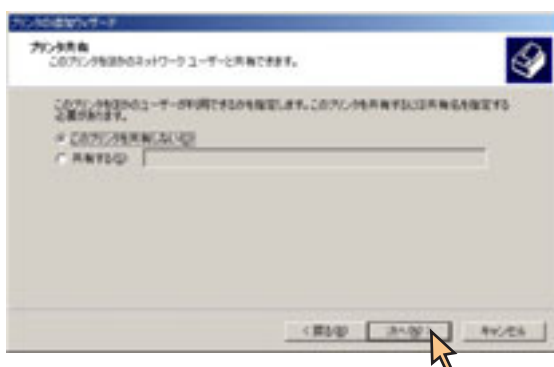 プリンタの追加ウィザード
プリンタ共有
このプリンタをほかのネットワーク ユーザーと共有できます。
このプリンタをほかのユーザーが利用できるかを指定します。このプリンタを共有するには共有名を指定する
必要があります。
このプリンタを共有しない(O)
共有する(S)
< 戻る(B)
次へ(N) >
キャンセル